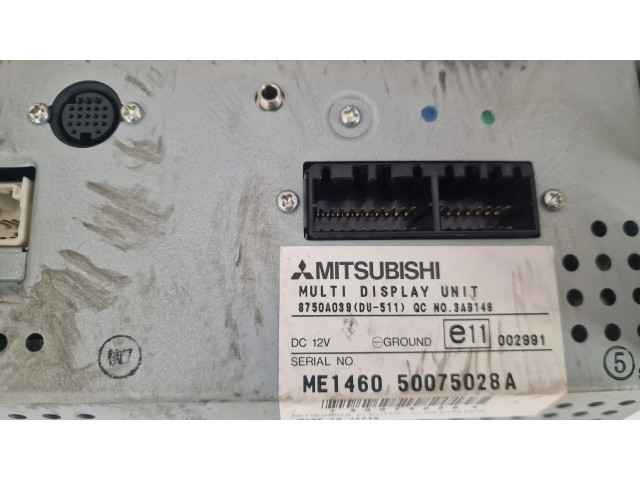 MITSUBISHI
MULTI DISPLAY UNIT
8750A039(DU-511) QC NO.3AB146
DC 12V ⊖GROUND e11 002991
SERIAL NO.
ME1460 50075028A
5